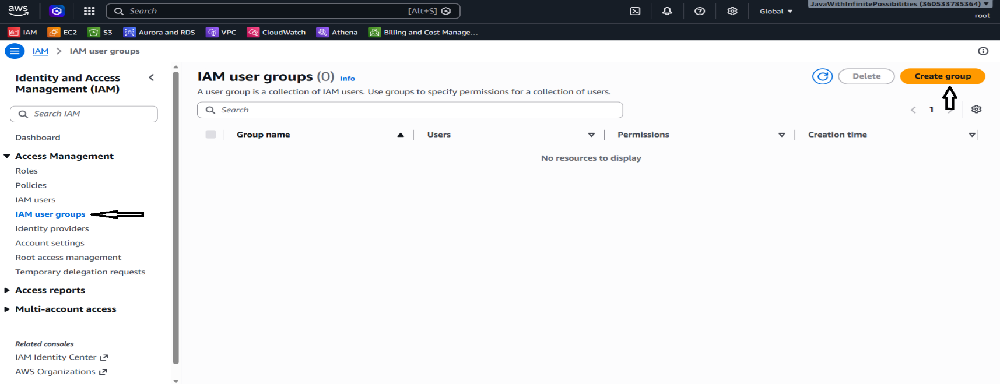 aws
Search [Alt+S]
Global
JavaWithInfinitePossibilities (360533785364)
root
IAM EC2 S3 Aurora and RDS VPC CloudWatch Athena Billing and Cost Manage...
IAM > IAM user groups
Identity and Access
Management (IAM)
Search IAM
Dashboard
Access Management
Roles
Policies
IAM users
IAM user groups
Identity providers
Account settings
Root access management
Temporary delegation requests
Access reports
Multi-account access
Related consoles
IAM Identity Center
AWS Organizations
IAM user groups (0) Info
Delete
Create group
A user group is a collection of IAM users. Use groups to specify permissions for a collection of users.
Search
1
Group name Users Permissions Creation time
No resources to display